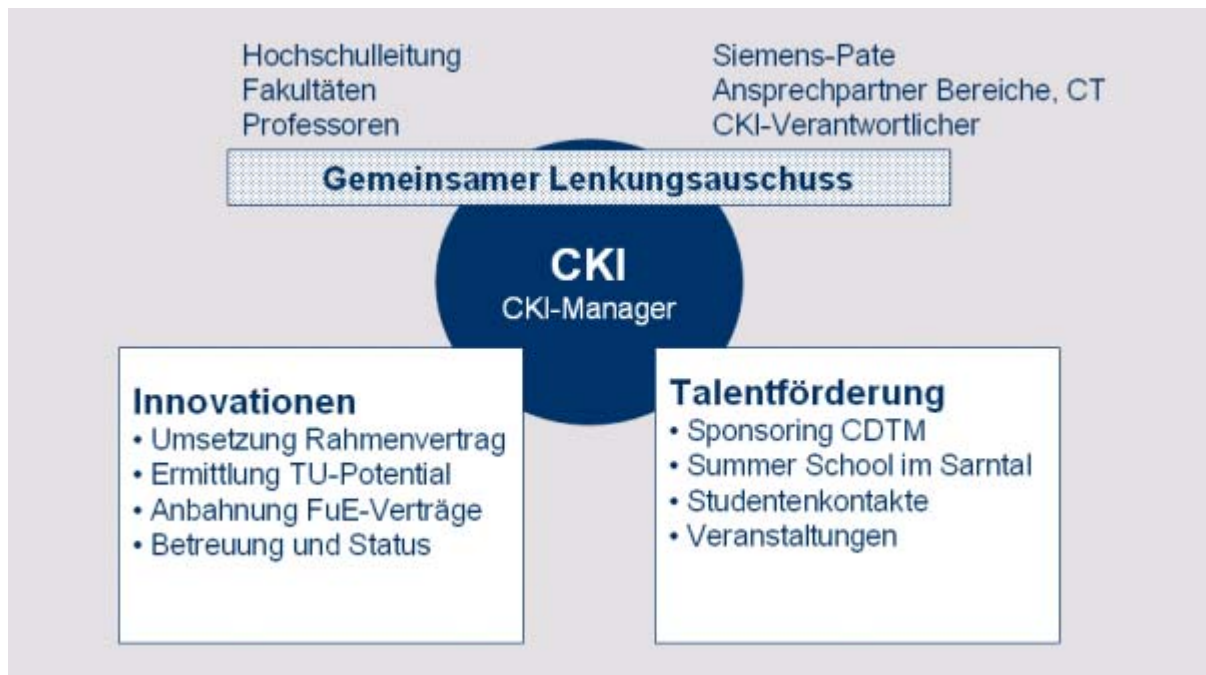 Hochschulleitung
Fakultäten
Professoren
Siemens-Pate
Ansprechpartner Bereiche, CT
CKI-Verantwortlicher
Gemeinsamer Lenkungsauschuss
CKI
CKI-Manager
Innovationen
• Umsetzung Rahmenvertrag
• Ermittlung TU-Potential
• Anbahnung FuE-Verträge
• Betreuung und Status
Talentförderung
• Sponsoring CDTM
• Summer School im Sarntal
• Studentenkontakte
• Veranstaltungen